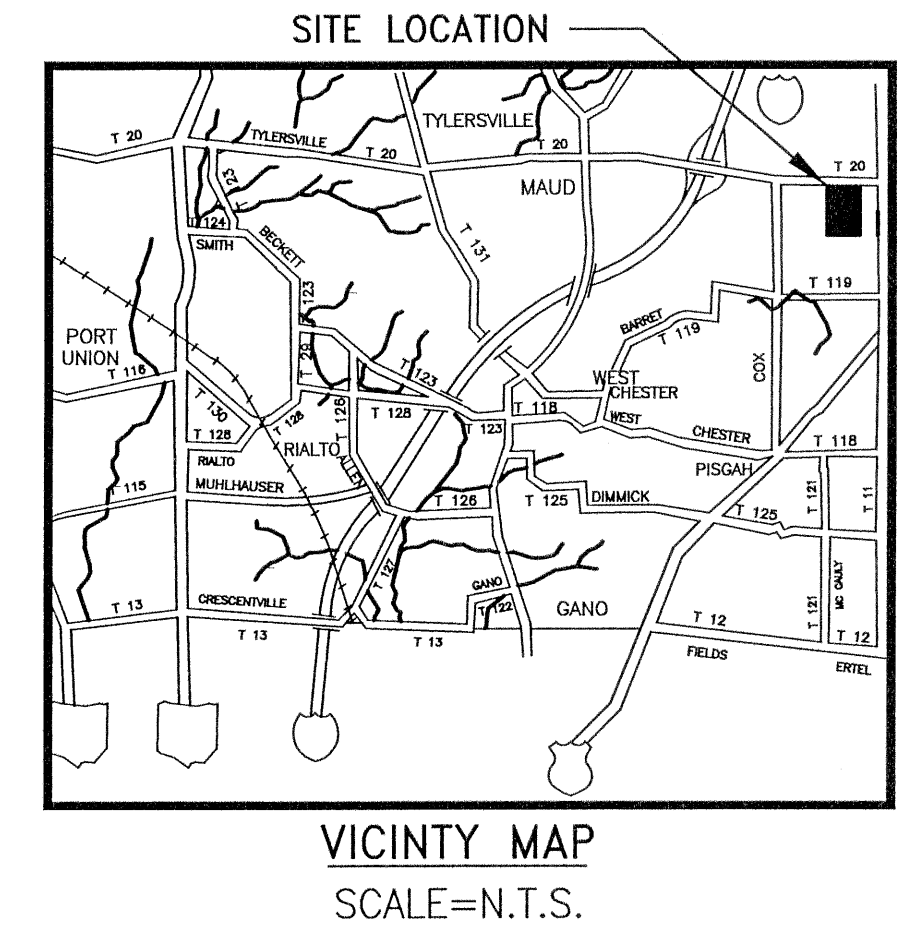 SITE LOCATION
TYLERSVILLE
T 20
TYLERSVILLE
T 20
T 20
T 20
MAUD
T 23
T 124
SMITH
BECKETT
T 131
T 123
T 119
BARRET
T 119
PORT
UNION
T 116
T 29
T 123
COX
WEST
CHESTER
T 130
T 128
T 126
T 128
T 118
WEST
CHESTER
T 123
T 128
RIALTO
RIALTO
ALLEN
PISGAH
T 118
T 115
MUHLHAUSER
T 126
T 125
DIMMICK
T 125
T 121
T 11
T 127
MC CAULY
T 121
GANO
T 122
GANO
T 13
CRESCENTVILLE
T 13
T 13
T 12
FIELDS
T 12
ERTEL
VICINTY MAP
SCALE=N.T.S.